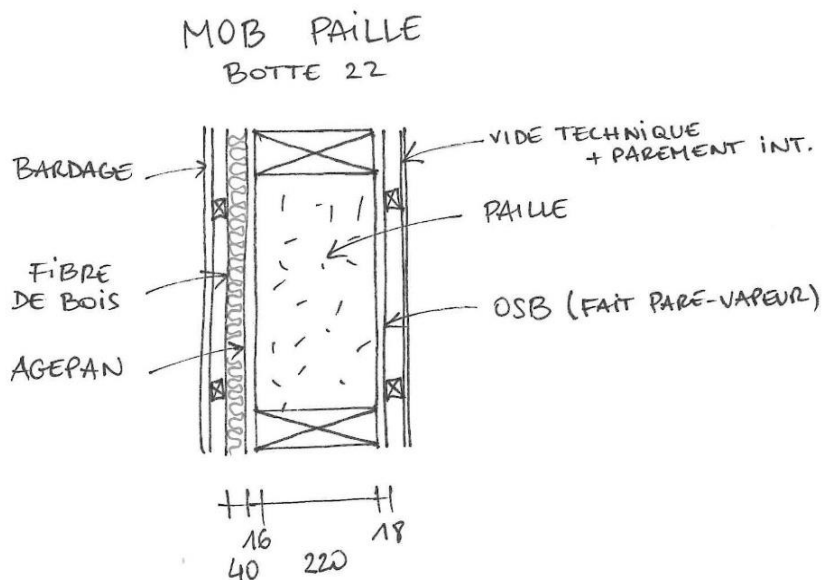 MOB PAILLE
BOTTE 22
BARDAGE
VIDE TECHNIQUE
+ PAREMENT INT.
PAILLE
FIBRE
DE BOIS
OSB (FAIT PARE-VAPEUR)
AGEPAN
16
18
40
220